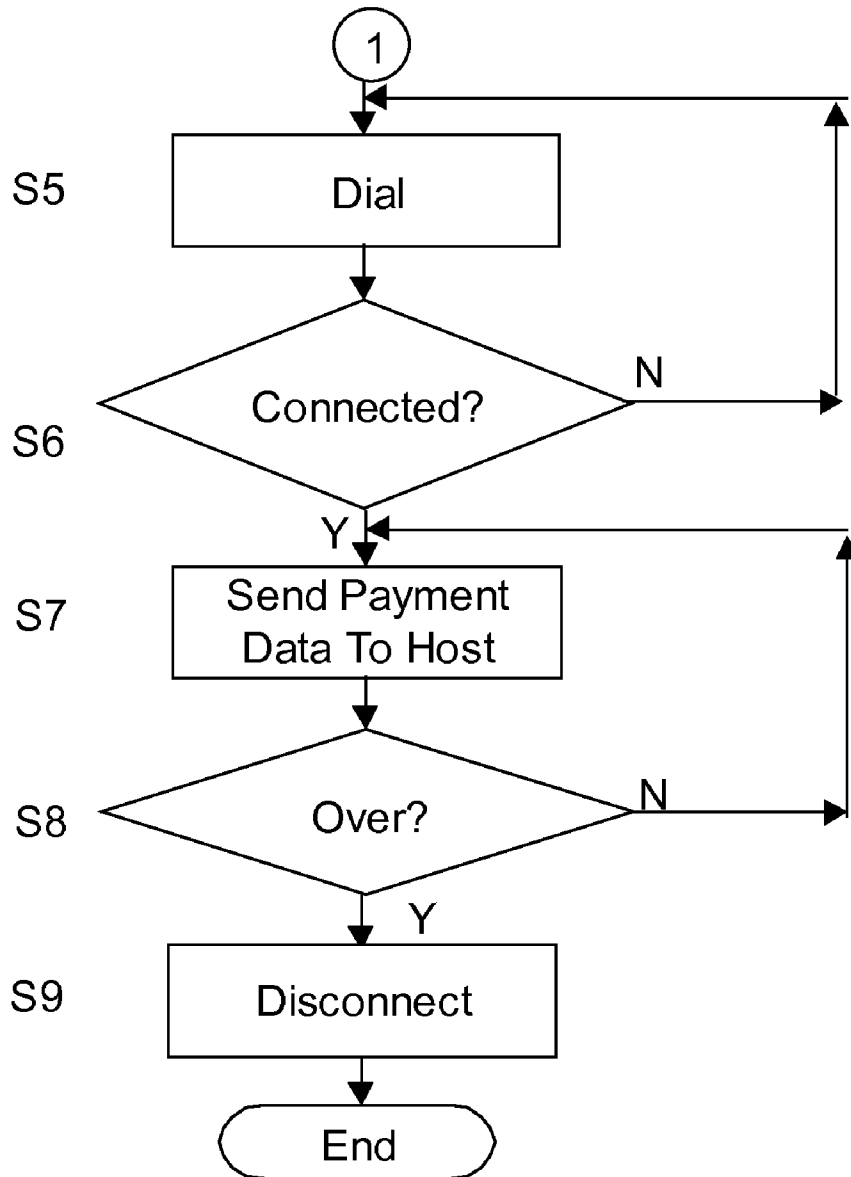 1
S5
Dial
N
Connected?
S6
Y
Send Payment
S7
Data To Host
N
S8
Over?
Y
S9
Disconnect
End